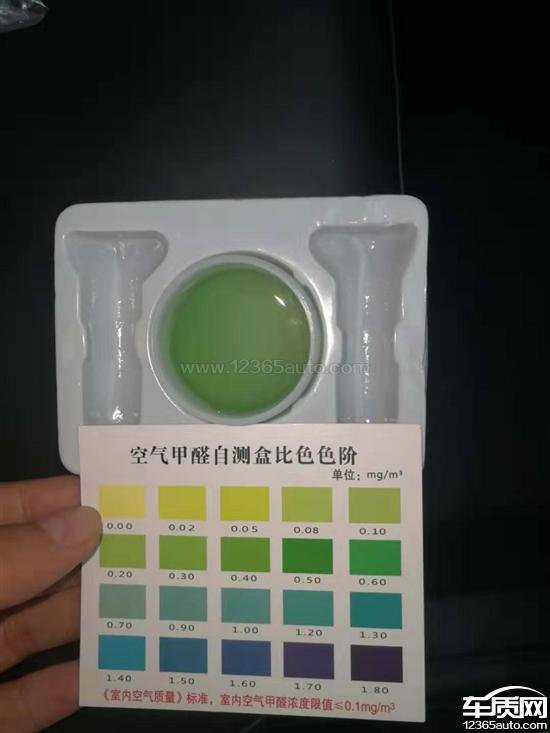 www.12365auto.com
空气甲醛自测盒比色色阶
单位：mg/m³
0.00 0.02 0.05 0.08 0.10
0.20 0.30 0.40 0.50 0.60
0.70 0.90 1.00 1.20 1.30
1.40 1.50 1.60 1.70 1.80
《室内空气质量》标准，室内空气甲醛浓度限值≤0.1mg/m³
车质网
12365auto.com